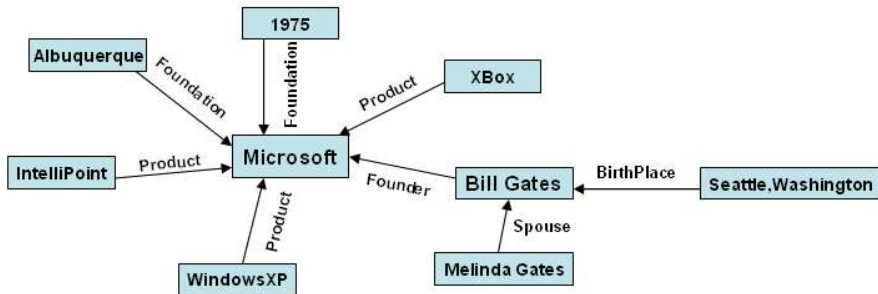 1975
Albuquerque
Foundation
Foundation
Product
XBox
Microsoft
IntelliPoint
Product
Founder
Bill Gates
BirthPlace
Seattle,Washington
Product
Spouse
WindowsXP
Melinda Gates